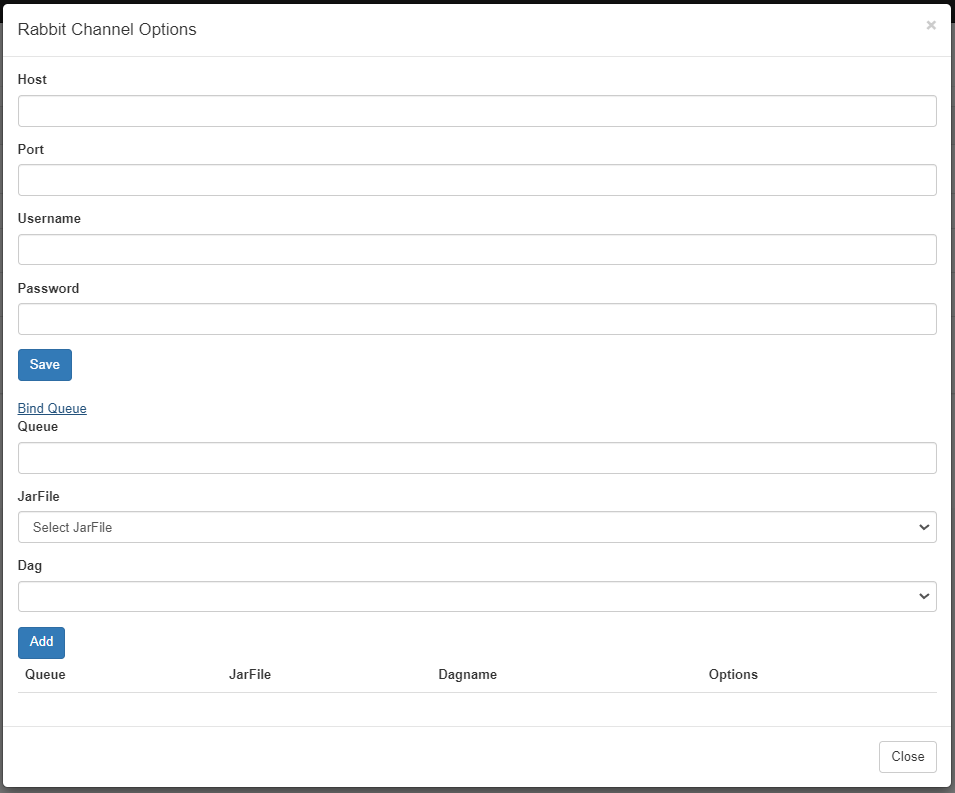 Rabbit Channel Options ×
Host
Port
Username
Password
Save
Bind Queue
Queue
JarFile
Select JarFile
Dag
Add
Queue JarFile Dagname Options
Close